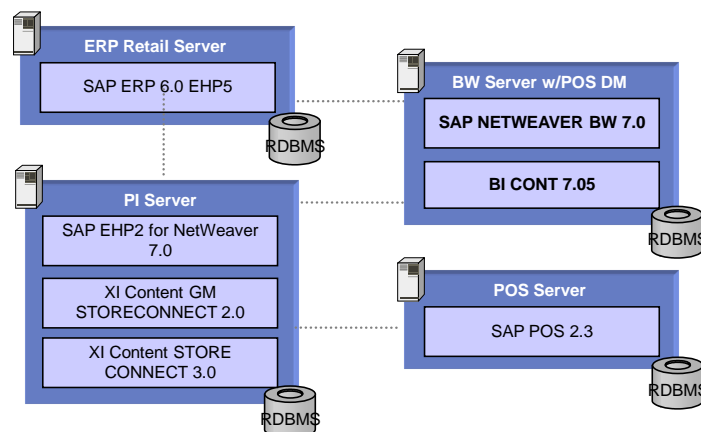 ERP Retail Server
SAP ERP 6.0 EHP5
RDBMS
BW Server w/POS DM
SAP NETWEAVER BW 7.0
BI CONT 7.05
RDBMS
PI Server
SAP EHP2 for NetWeaver
7.0
XI Content GM
STORECONNECT 2.0
XI Content STORE
CONNECT 3.0
RDBMS
POS Server
SAP POS 2.3
RDBMS